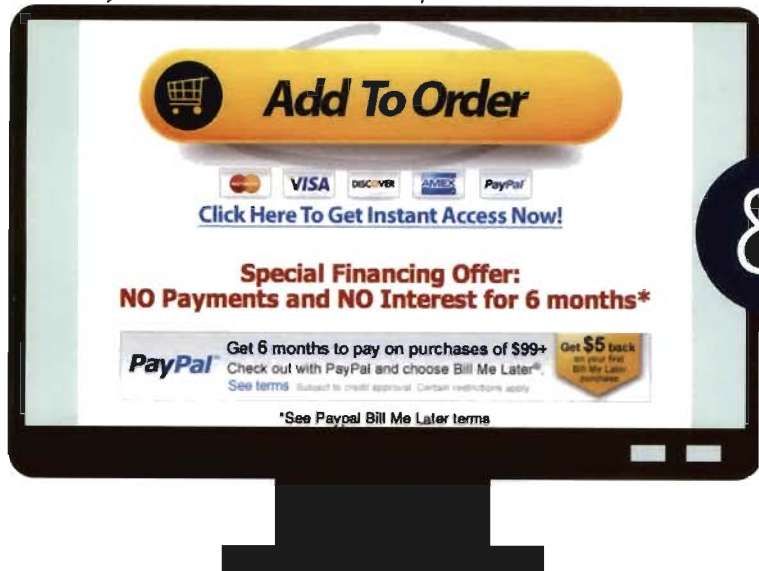 Add To Order
VISA DISCOVER AMEX PayPal
Click Here To Get Instant Access Now!
8
Special Financing Offer:
NO Payments and NO Interest for 6 months*
PayPal Get 6 months to pay on purchases of $99+
Check out with PayPal and choose Bill Me Later®.
See terms Subject to credit approval. Certain restrictions apply.
Get $5 back
on your first
Bill Me Later
purchase
*See Paypal Bill Me Later terms